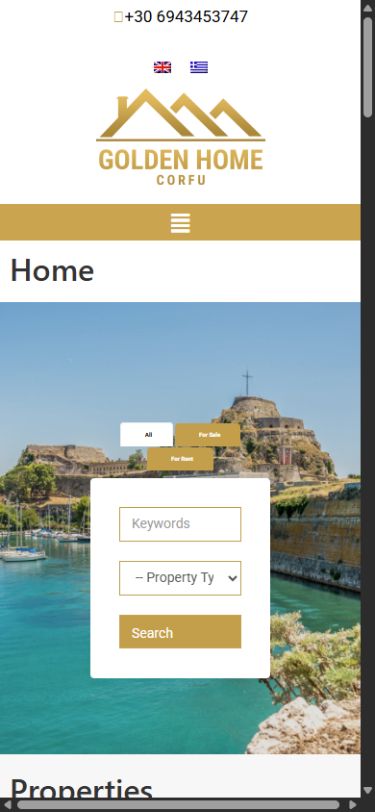 +30 6943453747
GOLDEN HOME
CORFU
Home
All
For Sale
For Rent
Keywords
-- Property Ty
Search
Properties